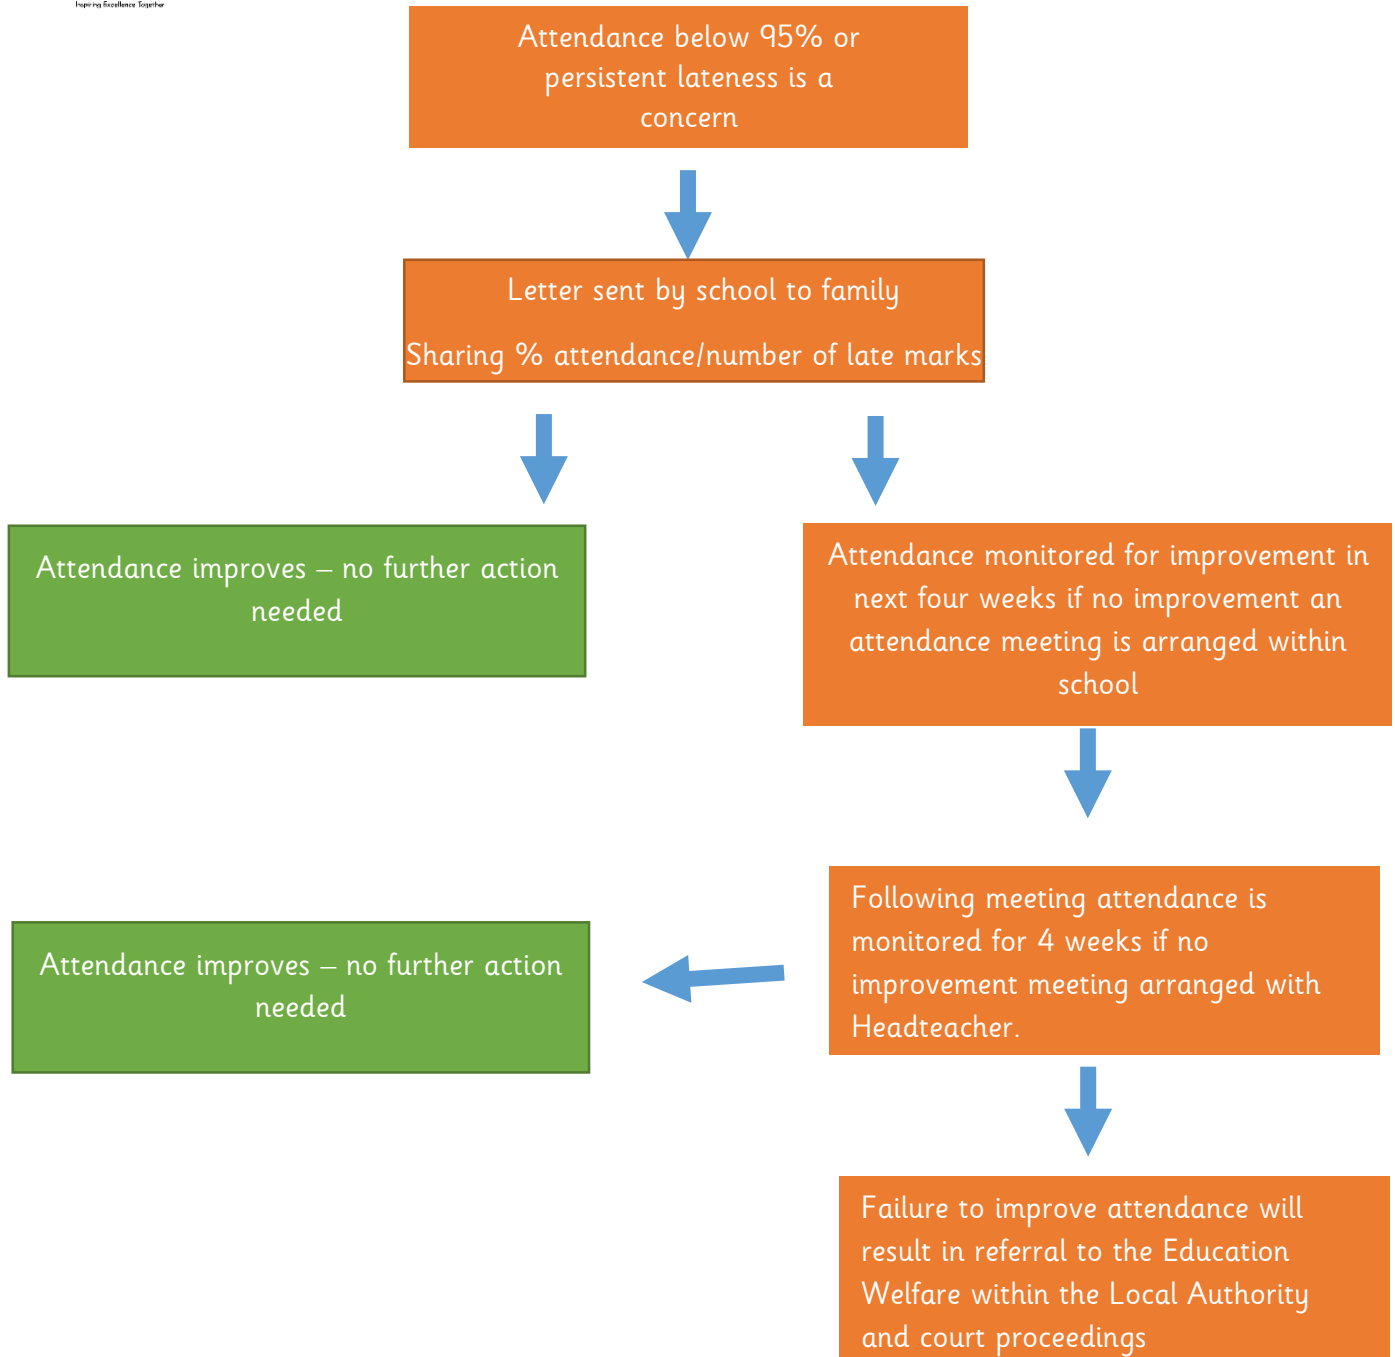 Inspiring Excellence Together
Attendance below 95% or
persistent lateness is a
concern
Letter sent by school to family
Sharing % attendance/number of late marks
Attendance improves – no further action
needed
Attendance monitored for improvement in
next four weeks if no improvement an
attendance meeting is arranged within
school
Following meeting attendance is
monitored for 4 weeks if no
improvement meeting arranged with
Headteacher.
Attendance improves – no further action
needed
Failure to improve attendance will
result in referral to the Education
Welfare within the Local Authority
and court proceedings